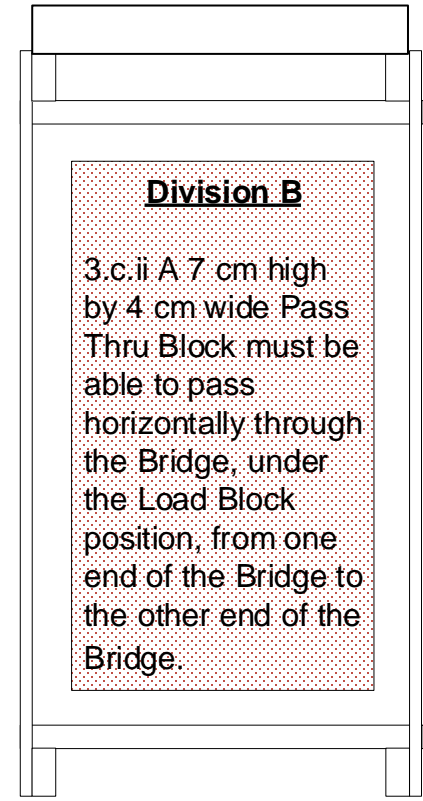 Division B
3.c.ii A 7 cm high
by 4 cm wide Pass
Thru Block must be
able to pass
horizontally through
the Bridge, under
the Load Block
position, from one
end of the Bridge to
the other end of the
Bridge.